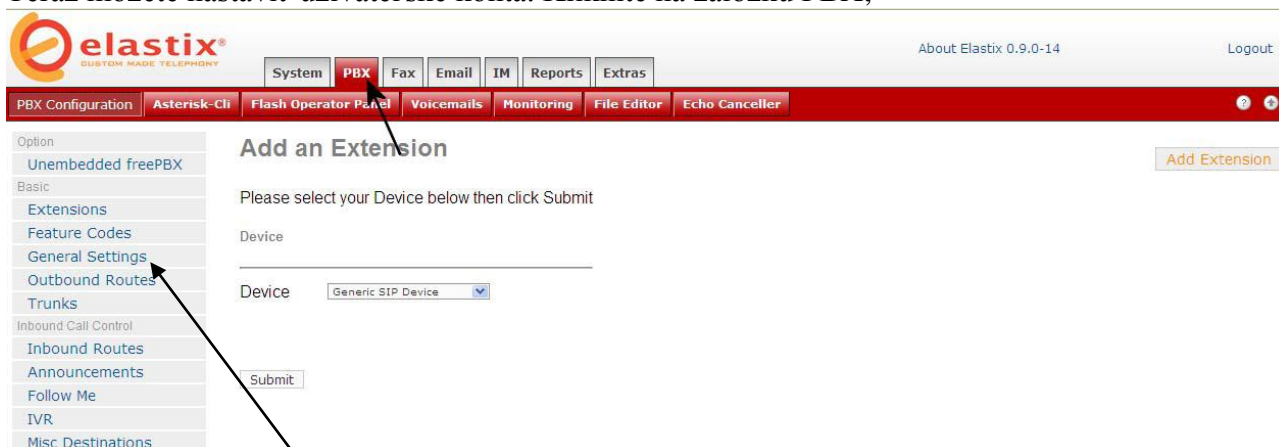 Teraz môžete nastaviť užívateľské kontá. Kliknite na záložku PBX,
elastix®
CUSTOM MADE TELEPHONY
About Elastix 0.9.0-14 Logout
System PBX Fax Email IM Reports Extras
PBX Configuration Asterisk-Cli Flash Operator Panel Voicemails Monitoring File Editor Echo Canceller
Option
Unembedded freePBX
Basic
Extensions
Feature Codes
General Settings
Outbound Routes
Trunks
Inbound Call Control
Inbound Routes
Announcements
Follow Me
IVR
Misc Destinations
Add an Extension
Add Extension
Please select your Device below then click Submit
Device
Device Generic SIP Device
Submit